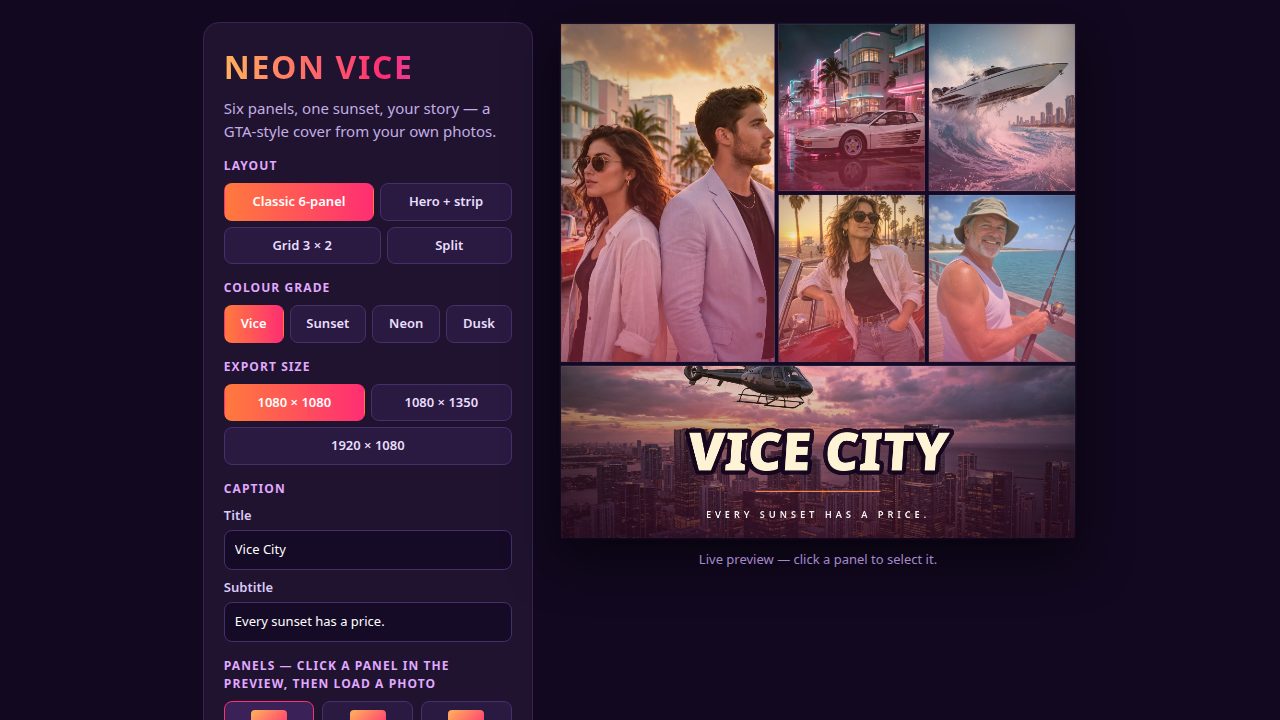 NEON VICE
Six panels, one sunset, your story — a
GTA-style cover from your own photos.
LAYOUT
Classic 6-panel
Hero + strip
Grid 3 × 2
Split
COLOUR GRADE
Vice
Sunset
Neon
Dusk
EXPORT SIZE
1080 × 1080
1080 × 1350
1920 × 1080
CAPTION
Title
Vice City
Subtitle
Every sunset has a price.
PANELS — CLICK A PANEL IN THE
PREVIEW, THEN LOAD A PHOTO
VICE CITY
EVERY SUNSET HAS A PRICE.
Live preview — click a panel to select it.